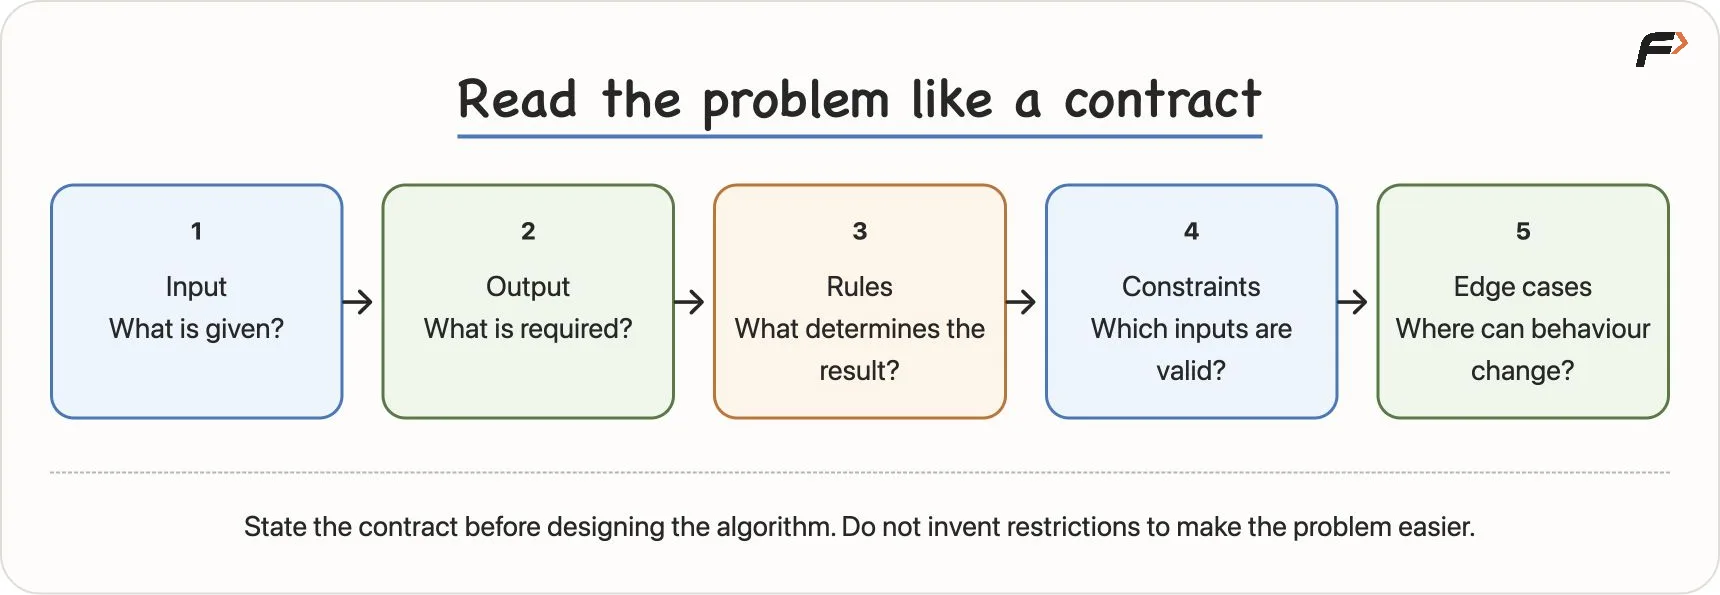 Read the problem like a contract
1
Input
What is given?
2
Output
What is required?
3
Rules
What determines the
result?
4
Constraints
Which inputs are
valid?
5
Edge cases
Where can behaviour
change?
State the contract before designing the algorithm. Do not invent restrictions to make the problem easier.